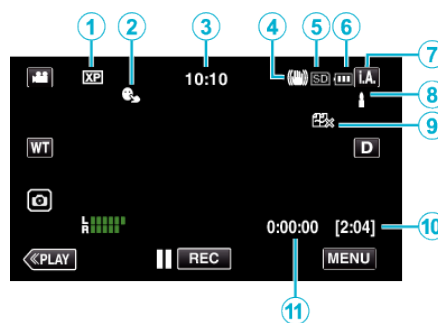 1 2 3 4 5 6 7
XP 10:10 SD i.A.
8
9
WT D
L
R
0:00:00 [2:04] 10
≪PLAY REC MENU
11